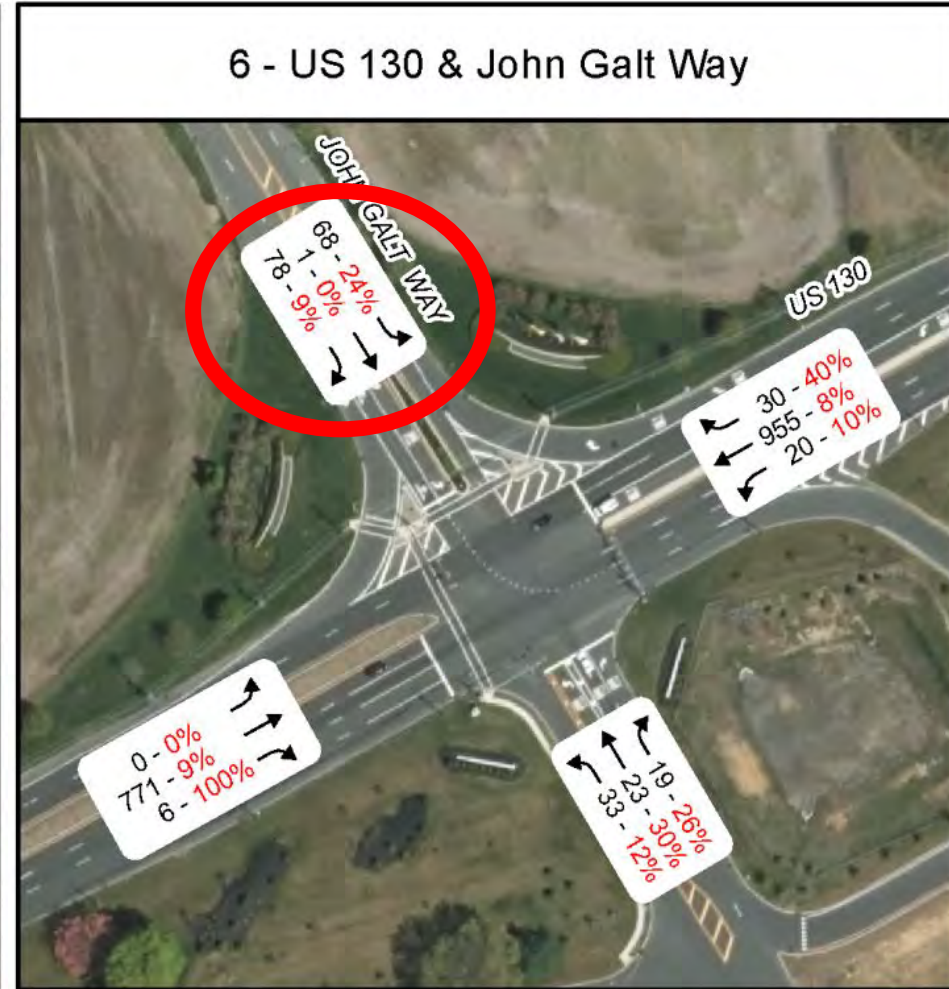 6 - US 130 & John Galt Way
JOHN GALT WAY
68 - 24%
1 - 0%
78 - 9%
US 130
30 - 40%
955 - 8%
20 - 10%
0 - 0%
771 - 9%
6 - 100%
19 - 26%
23 - 30%
33 - 12%